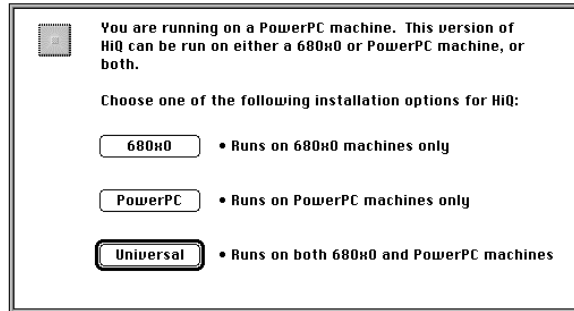 You are running on a PowerPC machine. This version of
HiQ can be run on either a 680x0 or PowerPC machine, or
both.
Choose one of the following installation options for HiQ:
680x0 • Runs on 680x0 machines only
PowerPC • Runs on PowerPC machines only
Universal • Runs on both 680x0 and PowerPC machines